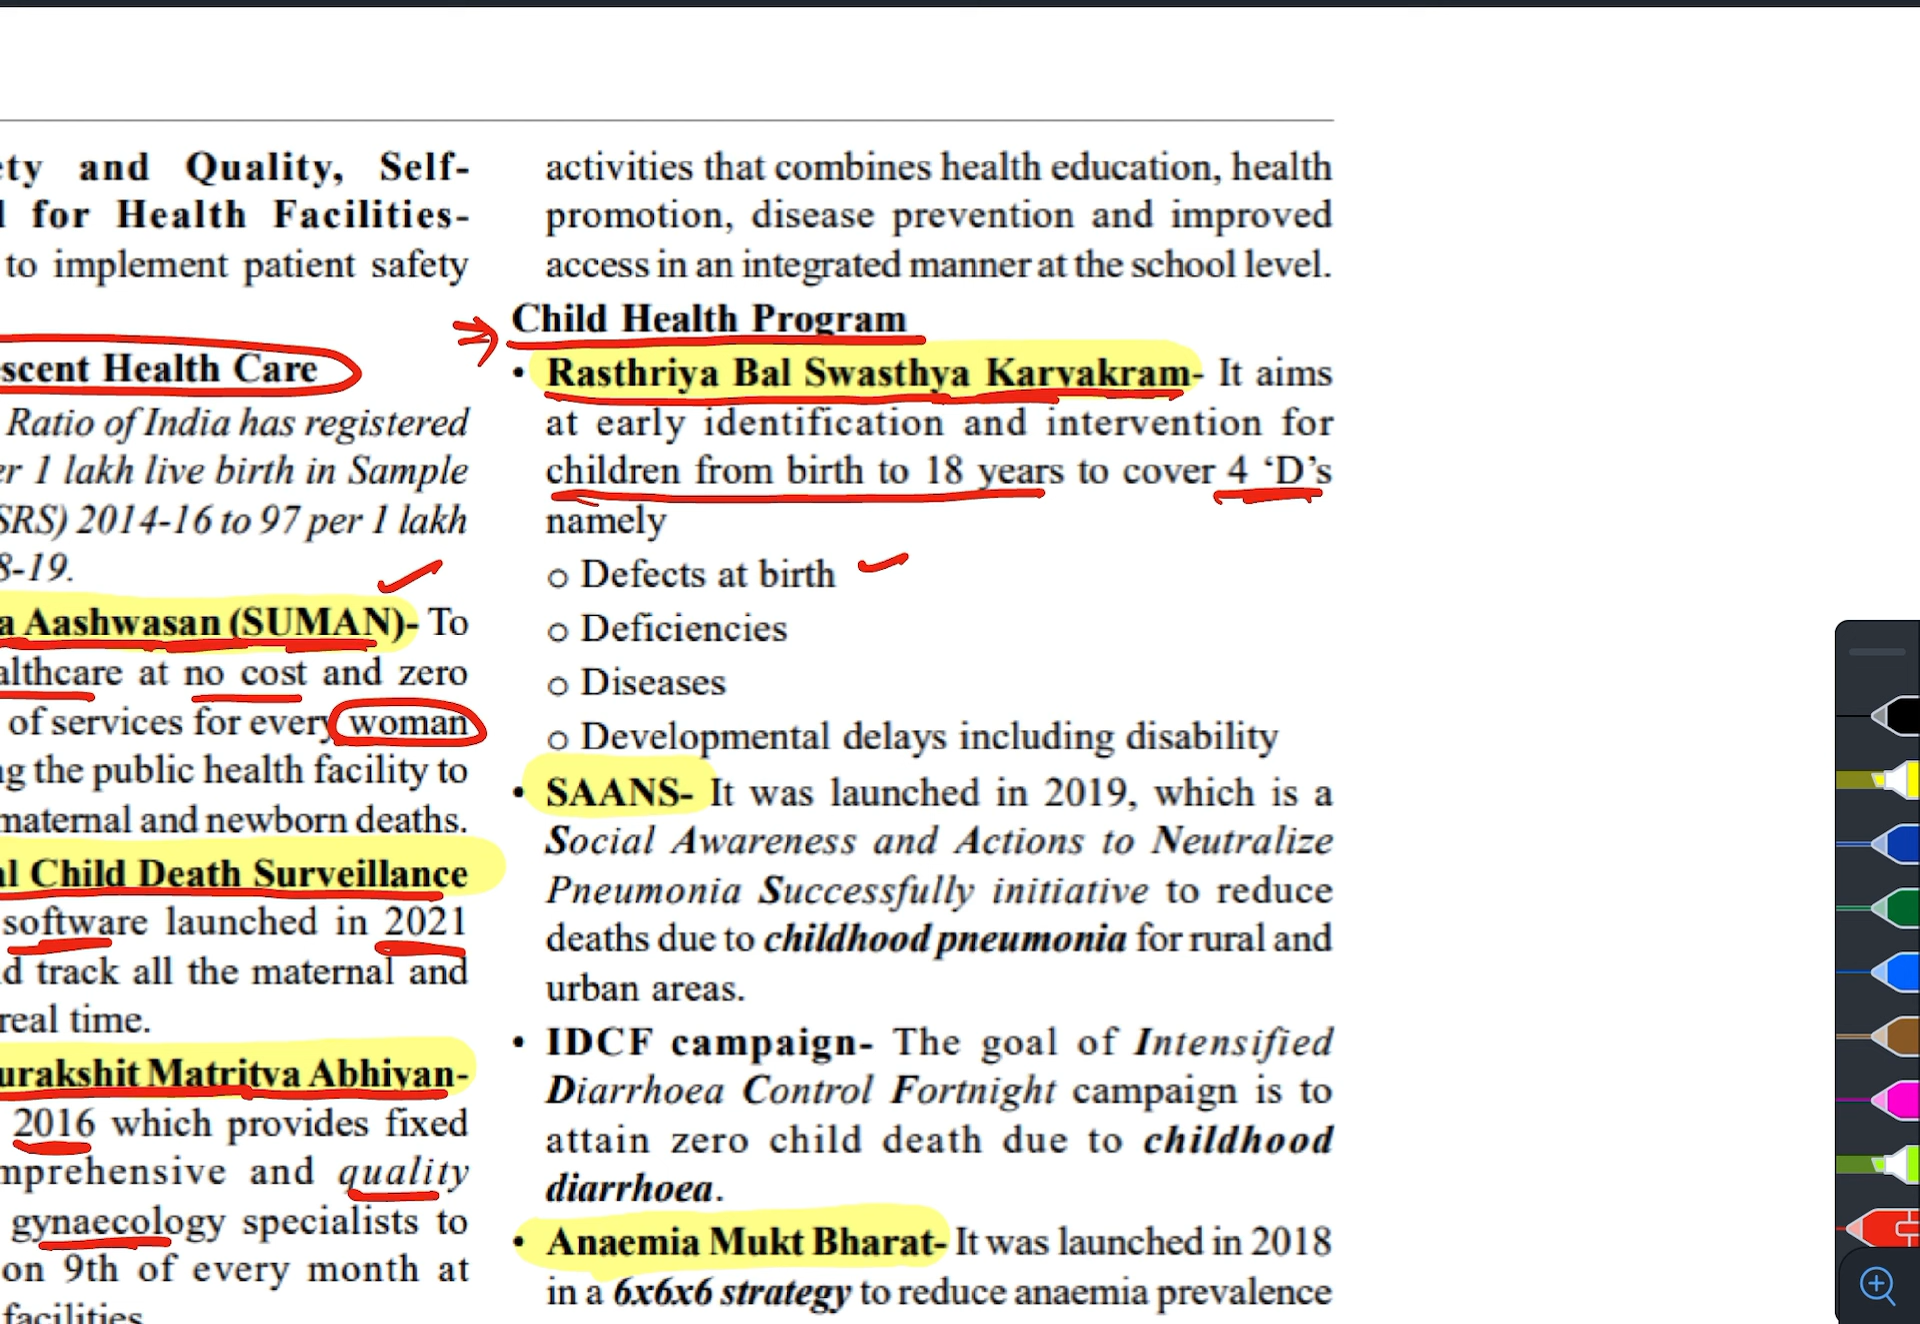 ety and Quality, Self-
for Health Facilities-
to implement patient safety
scent Health Care
Ratio of India has registered
er 1 lakh live birth in Sample
SRS) 2014-16 to 97 per 1 lakh
8-19.
a Aashwasan (SUMAN)- To
althcare at no cost and zero
of services for every woman
ng the public health facility to
maternal and newborn deaths.
al Child Death Surveillance
software launched in 2021
d track all the maternal and
real time.
urakshit Matritva Abhiyan-
2016 which provides fixed
mprehensive and quality
gynaecology specialists to
on 9th of every month at
facilities.
activities that combines health education, health
promotion, disease prevention and improved
access in an integrated manner at the school level.
Child Health Program
• Rasthriya Bal Swasthya Karyakram- It aims
at early identification and intervention for
children from birth to 18 years to cover 4 ‘D’s
namely
o Defects at birth
o Deficiencies
o Diseases
o Developmental delays including disability
• SAANS- It was launched in 2019, which is a
Social Awareness and Actions to Neutralize
Pneumonia Successfully initiative to reduce
deaths due to childhood pneumonia for rural and
urban areas.
• IDCF campaign- The goal of Intensified
Diarrhoea Control Fortnight campaign is to
attain zero child death due to childhood
diarrhoea.
• Anaemia Mukt Bharat- It was launched in 2018
in a 6x6x6 strategy to reduce anaemia prevalence